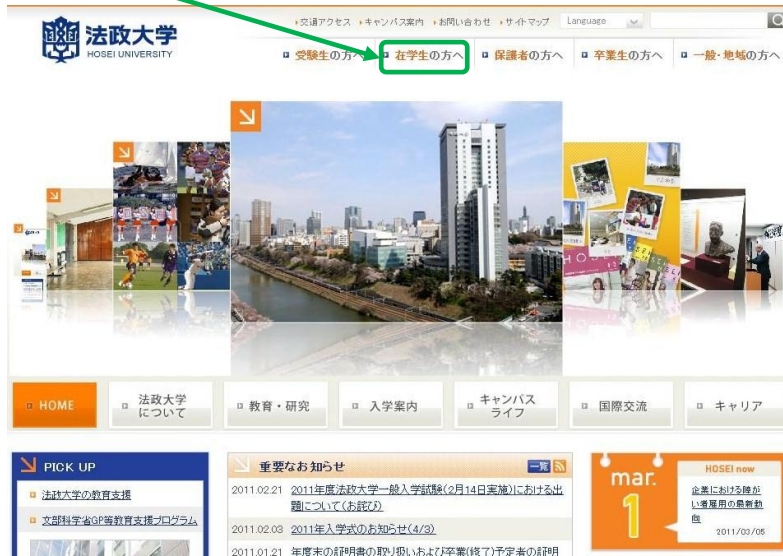 法政大学
HOSEI UNIVERSITY
交通アクセス キャンパス案内 お問い合わせ サイトマップ Language
受験生の方へ 在学生の方へ 保護者の方へ 卒業生の方へ 一般・地域の方へ
HOME
法政大学
について
教育・研究
入学案内
キャンパス
ライフ
国際交流
キャリア
PICK UP
法政大学の教育支援
文部科学省GP等教育支援プログラム
重要なお知らせ 一覧
2011.02.21 2011年度法政大学一般入学試験(2月14日実施)における出
題について(お詫び)
2011.02.03 2011年入学式のお知らせ(4/3)
2011.01.21 年度末の証明書の取り扱いおよび卒業(修了)予定者の証明
mar.
1
HOSEI now
企業における障が
い者雇用の最新動
向
2011/03/05